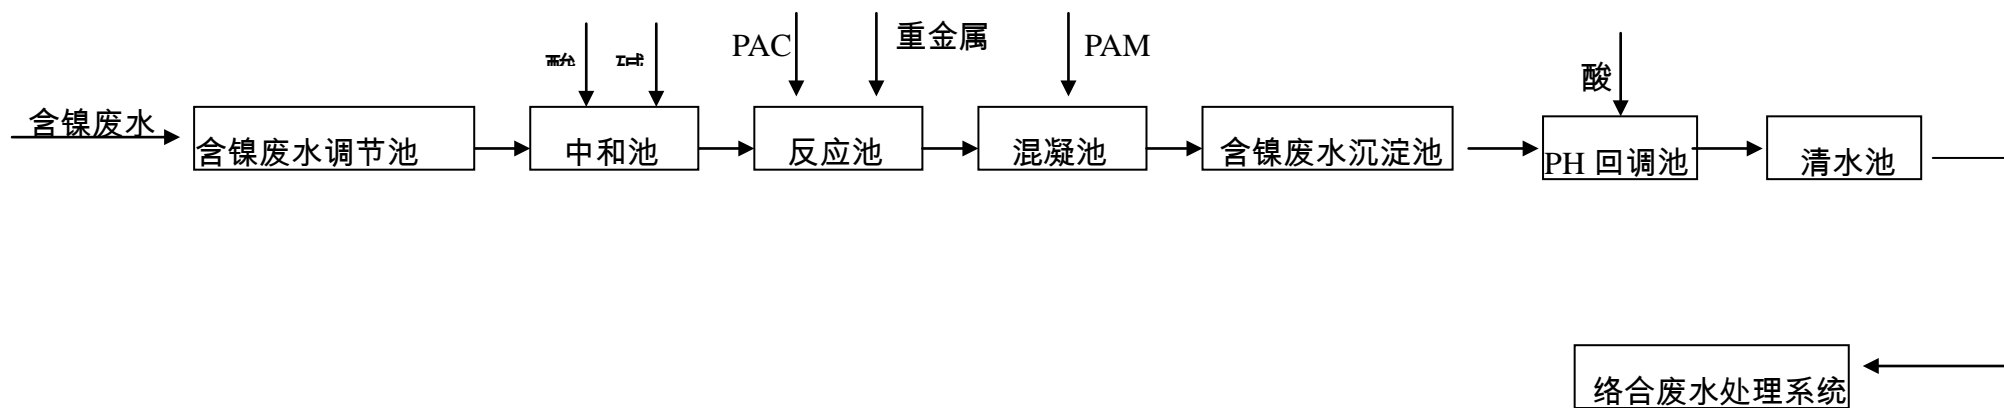 PAC
重金属
PAM
酸
含镍废水
含镍废水调节池
中和池
反应池
混凝池
含镍废水沉淀池
PH 回调池
清水池
络合废水处理系统